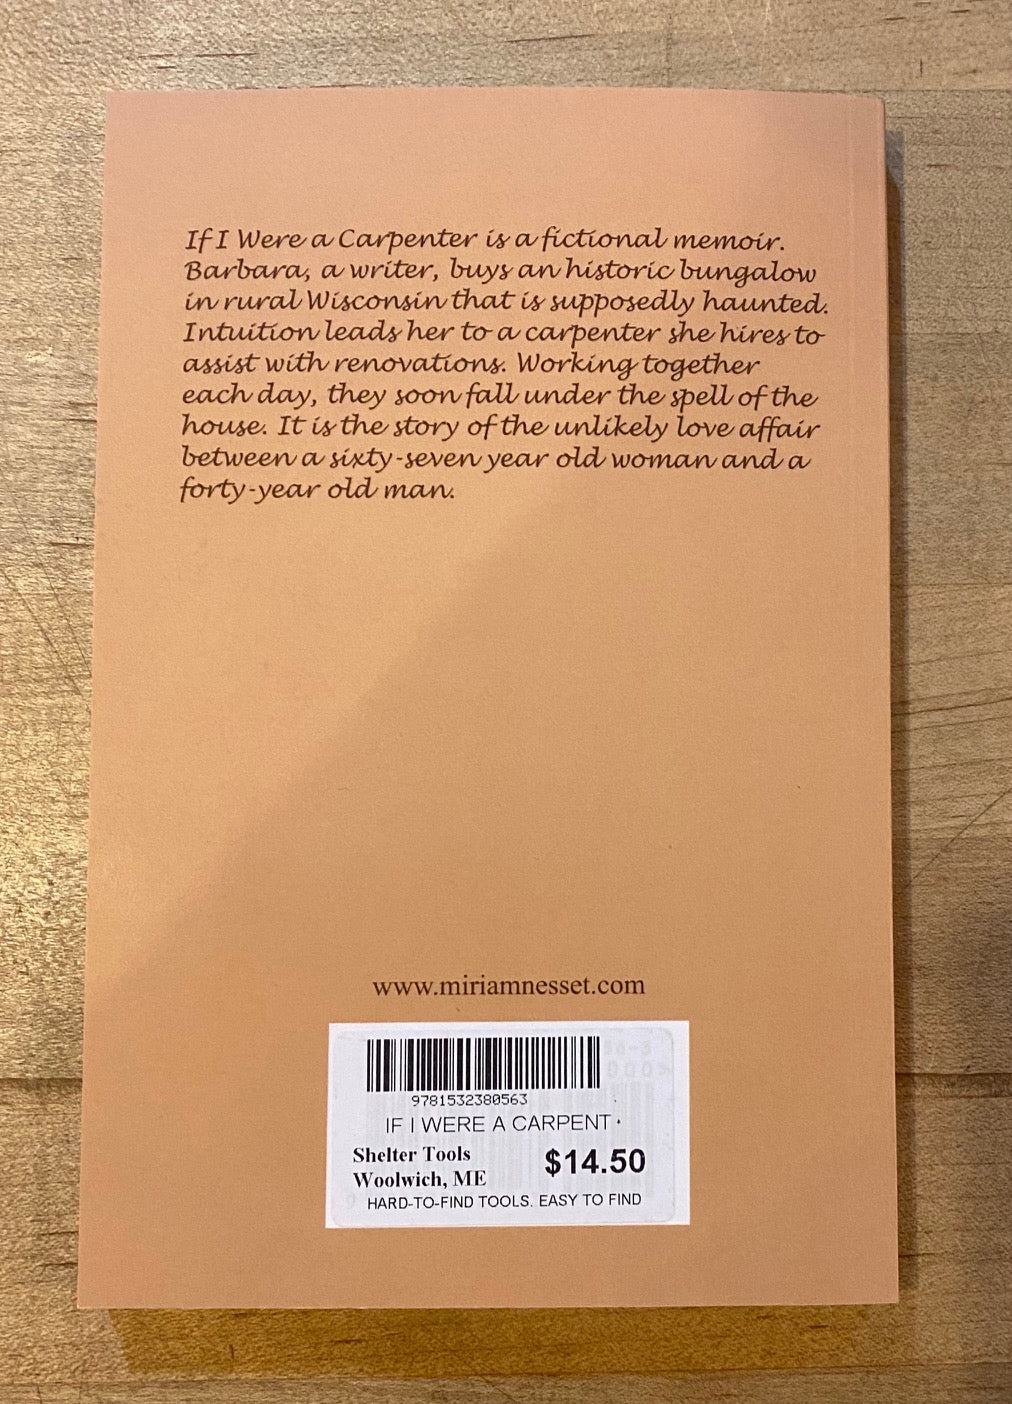 If I Were a Carpenter is a fictional memoir.
Barbara, a writer, buys an historic bungalow
in rural Wisconsin that is supposedly haunted.
Intuition leads her to a carpenter she hires to
assist with renovations. Working together
each day, they soon fall under the spell of the
house. It is the story of the unlikely love affair
between a sixty-seven year old woman and a
forty-year old man.
www.miriamnesset.com
9781532380563
IF I WERE A CARPENT
Shelter Tools
Woolwich, ME
$14.50
HARD-TO-FIND TOOLS. EASY TO FIND